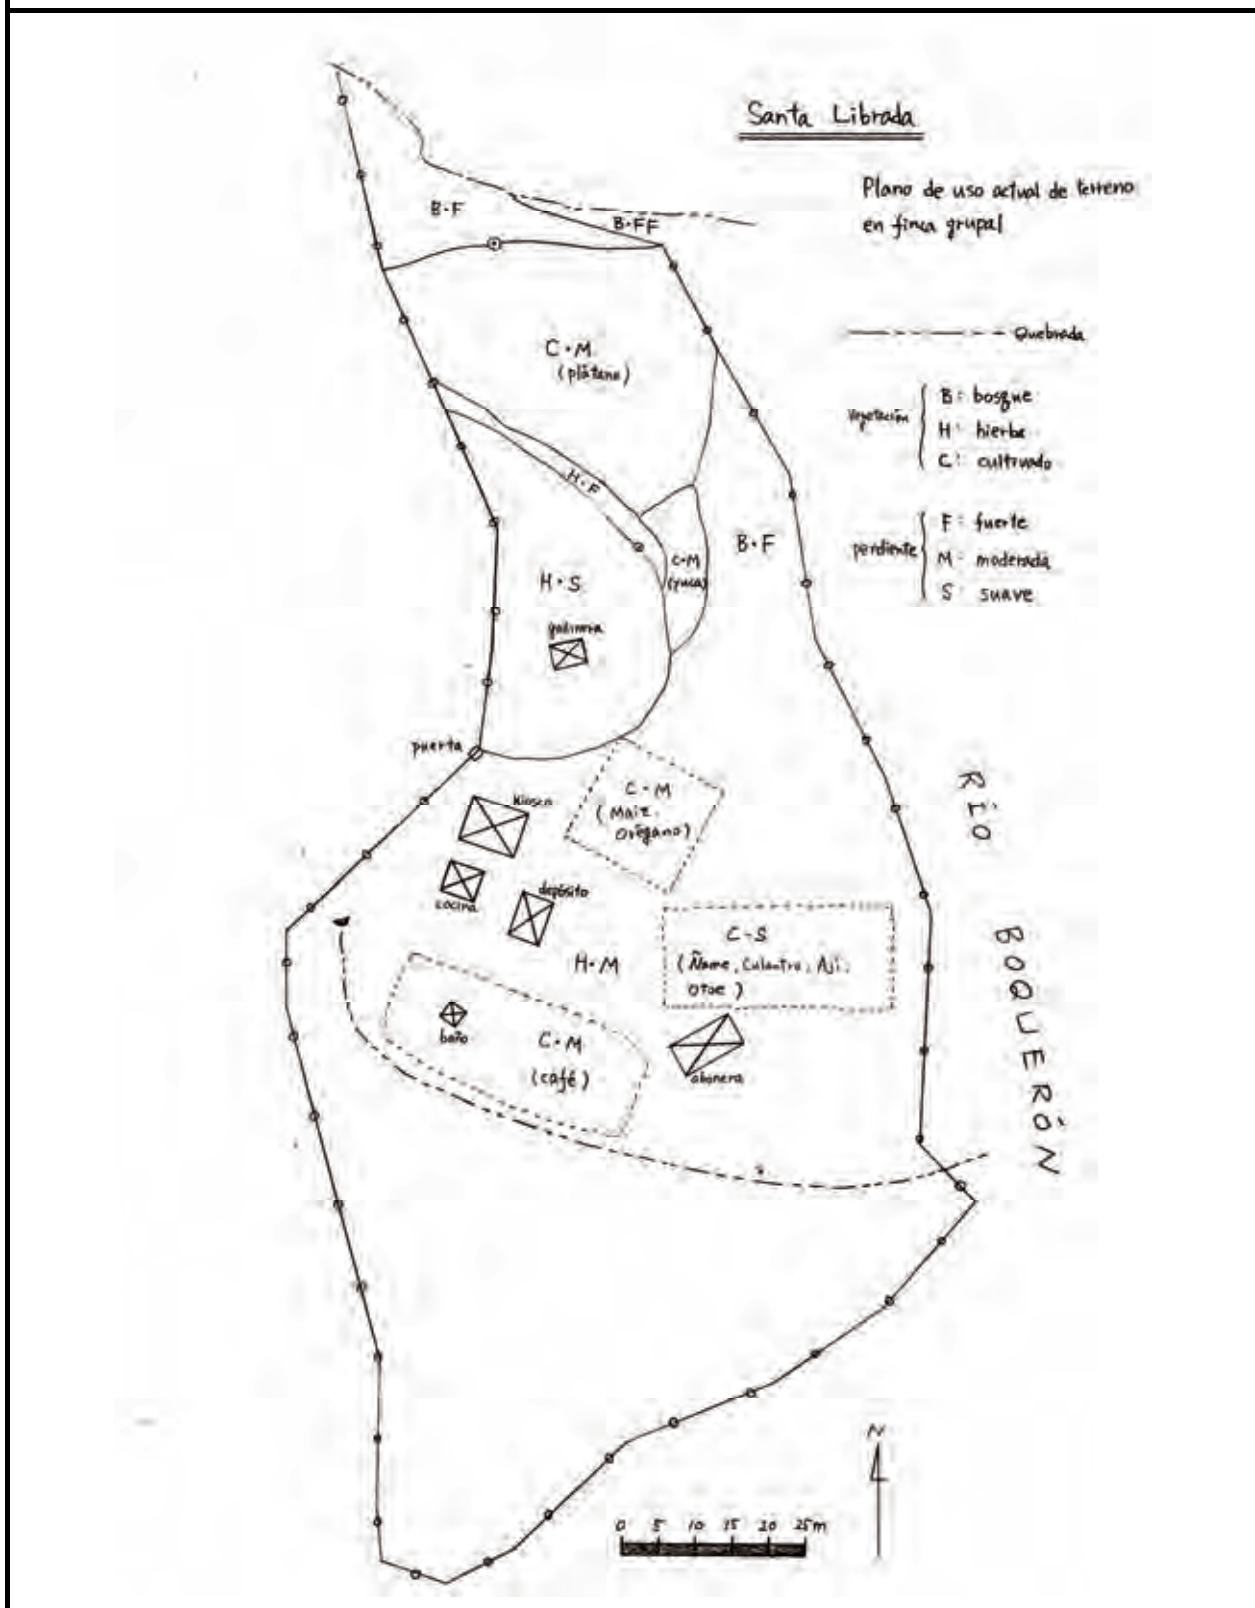 Santa Librada
Plano de uso actual de terreno
en finca grupal
Quebrada
Vegetación
B: bosque
H: hierba
C: cultivado
pendiente
F: fuerte
M: moderada
S: suave
B·F
B·FF
C·M
(plátano)
H·F
C·M
(yuca)
B·F
H·S
galinera
puerta
C-M
(Maiz,
Orégano)
Kiosco
cocina
depósito
C-S
(Ñame, Culantro, Ají,
Otoe)
H·M
baño
C·M
(café)
abonera
RÍO
BOQUERÓN
N
0 5 10 15 20 25m